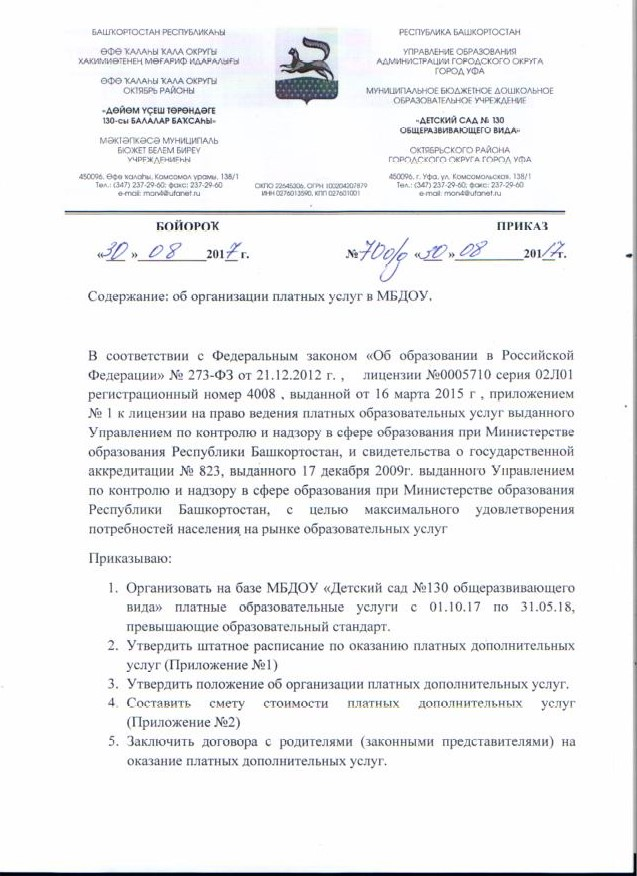 БАШҠОРТОСТАН РЕСПУБЛИКАҺЫ
ӨФӨ ҠАЛАҺЫ ҠАЛА ОКРУГЫ
ХАКИМИӘТЕНЕҢ МӘҒАРИФ ИДАРАЛЫҒЫ
ӨФӨ ҠАЛАҺЫ ҠАЛА ОКРУГЫ
ОКТЯБРЬ РАЙОНЫ
«ДӨЙӨМ ҮҪЕШ ТӨРӨНДӘГЕ
130-сы БАЛАЛАР БАҠСАҺЫ»
МӘКТӘПКӘСӘ МУНИЦИПАЛЬ
БЮЖЕТ БЕЛЕМ БИРЕҮ
УЧРЕЖДЕНИЕҺЫ
450096, Өфө ҡалаһы, Комсомол урамы, 138/1
Тел.: (347) 237-29-60; факс: 237-29-60
e-mail: mon4@ufanet.ru
ОКПО 22645306, ОГРН 100204207879
ИНН 0276013590, КПП 027601001
РЕСПУБЛИКА БАШКОРТОСТАН
УПРАВЛЕНИЕ ОБРАЗОВАНИЯ
АДМИНИСТРАЦИИ ГОРОДСКОГО ОКРУГА
ГОРОД УФА
МУНИЦИПАЛЬНОЕ БЮДЖЕТНОЕ ДОШКОЛЬНОЕ
ОБРАЗОВАТЕЛЬНОЕ УЧРЕЖДЕНИЕ
«ДЕТСКИЙ САД № 130
ОБЩЕРАЗВИВАЮЩЕГО ВИДА»
ОКТЯБРЬСКОГО РАЙОНА
ГОРОДСКОГО ОКРУГА ГОРОД УФА
450096, г. Уфа, ул. Комсомольская, 138/1
Тел.: (347) 237-29-60; факс: 237-29-60
e-mail: mon4@ufanet.ru
БОЙОРОҠ ПРИКАЗ
«30» 08 2017 г. №70о/д «30» 08 2017г.
Содержание: об организации платных услуг в МБДОУ.
В соответствии с Федеральным законом «Об образовании в Российской
Федерации» № 273-ФЗ от 21.12.2012 г. , лицензии №0005710 серия 02Л01
регистрационный номер 4008 , выданной от 16 марта 2015 г , приложением
№ 1 к лицензии на право ведения платных образовательных услуг выданного
Управлением по контролю и надзору в сфере образования при Министерстве
образования Республики Башкортостан, и свидетельства о государственной
аккредитации № 823, выданного 17 декабря 2009г. выданного Управлением
по контролю и надзору в сфере образования при Министерстве образования
Республики Башкортостан, с целью максимального удовлетворения
потребностей населения на рынке образовательных услуг
Приказываю:
1. Организовать на базе МБДОУ «Детский сад №130 общеразвивающего
вида» платные образовательные услуги с 01.10.17 по 31.05.18,
превышающие образовательный стандарт.
2. Утвердить штатное расписание по оказанию платных дополнительных
услуг (Приложение №1)
3. Утвердить положение об организации платных дополнительных услуг.
4. Составить смету стоимости платных дополнительных услуг
(Приложение №2)
5. Заключить договора с родителями (законными представителями) на
оказание платных дополнительных услуг.